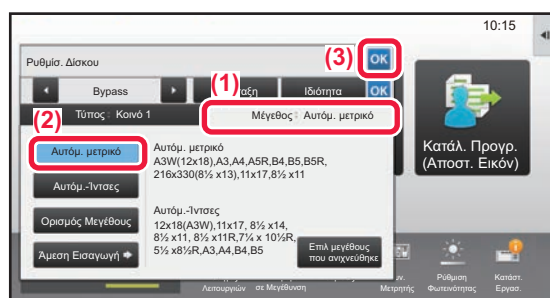 10:15
Ρυθμίσ. Δίσκου
(3)
OK
Bypass
(1)
Ιδιότητα
OK
(2)
Τύπος: Κοινό 1
Μέγεθος: Αυτόμ. μετρικό
Αυτόμ. μετρικό
Αυτόμ. μετρικό
A3W(12x18),A3,A4,A5R,B4,B5,B5R,
216x330(8½ x13),11x17,8½ x11
Αυτόμ.-Ίντσες
Αυτόμ.-Ίντσες
12x18(A3W),11x17, 8½ x14,
8½ x11, 8½ x11R,7¼ x 10½R,
5½ x8½R,A3,A4,B4,B5
Ορισμός Μεγέθους
Άμεση Εισαγωγή
Επιλ μεγέθους
που ανιχνεύθηκε
Κατάλ. Προγρ.
(Αποστ. Εικόν)
Λειτουργιών
σε Μεγέθυνση
Μετρητής
Ρύθμιση
Φωτεινότητας
Κατάστ.
Εργασ.